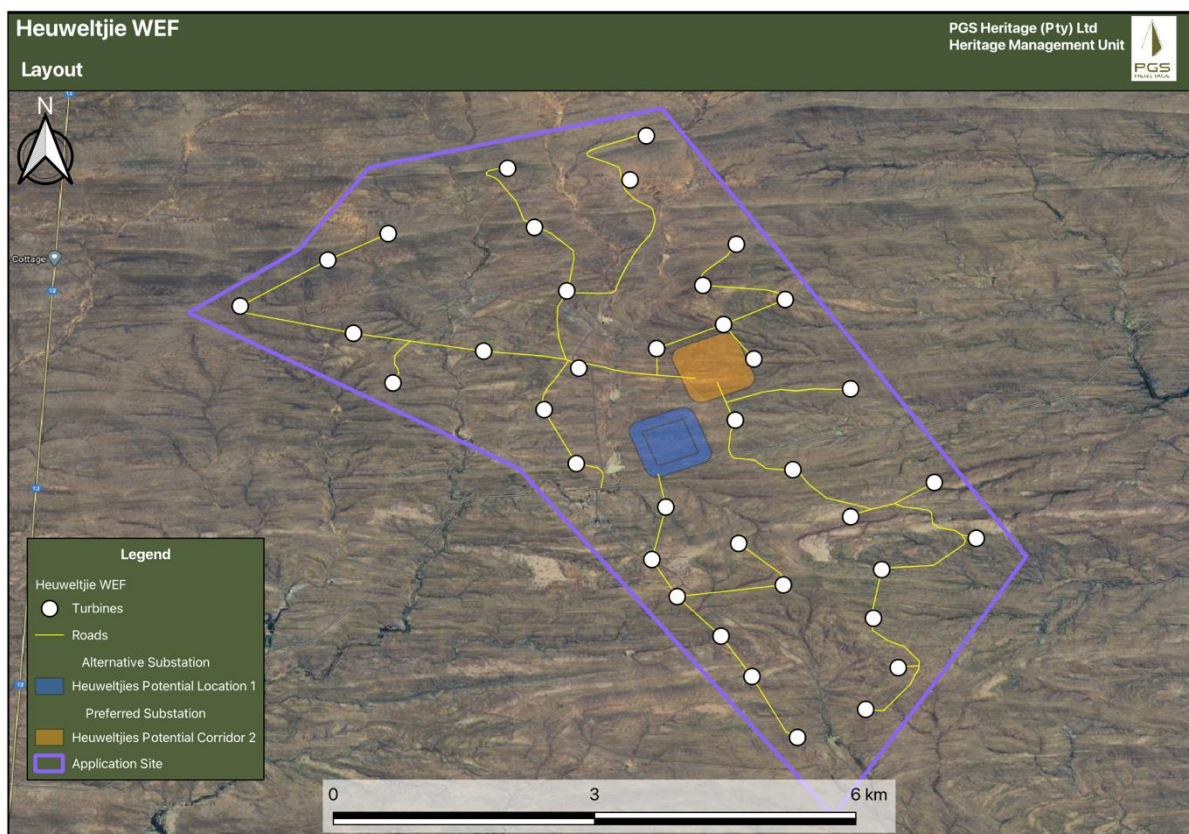 Heuweltjie WEF
Layout
PGS Heritage (Pty) Ltd
Heritage Management Unit
PGS
HERITAGE
N
12
Cottage
12
12
12
Legend
Heuweltjie WEF
Turbines
Roads
Alternative Substation
Heuweltjies Potential Location 1
Preferred Substation
Heuweltjies Potential Corridor 2
Application Site
0 3 6 km